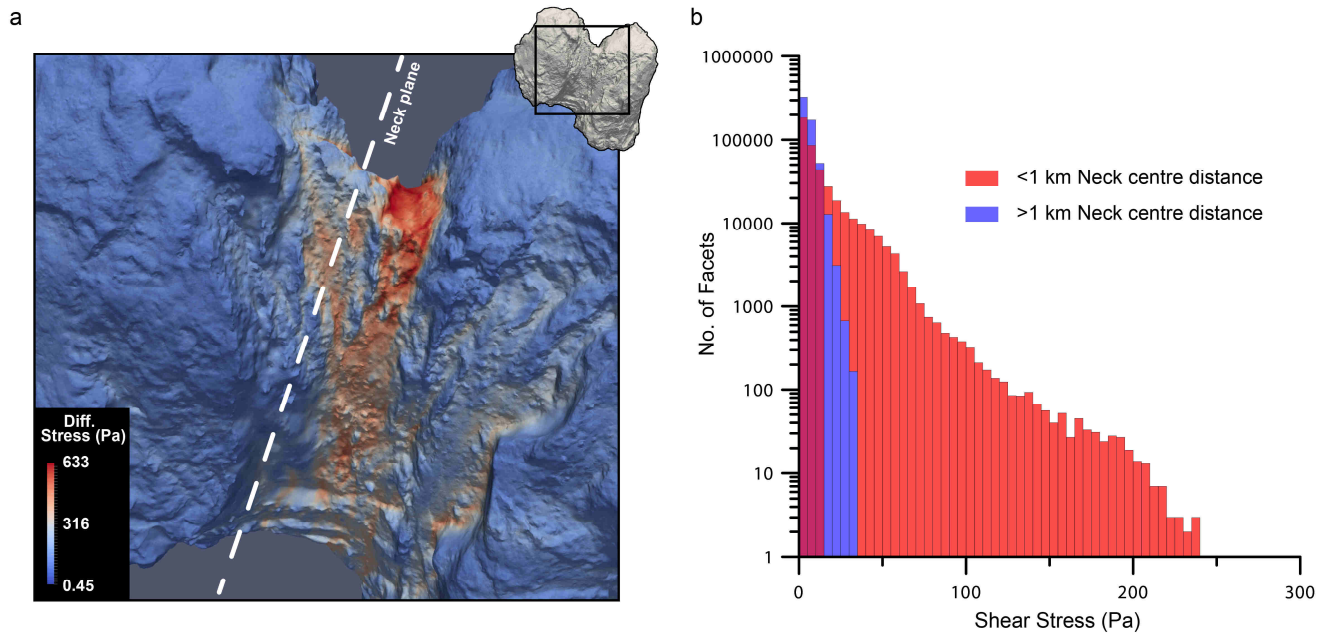 a
Neck plane
Diff.
Stress (Pa)
633
316
0.45
b
1000000
100000
10000
1000
100
10
1
No. of Facets
<1 km Neck centre distance
>1 km Neck centre distance
0
100
200
300
Shear Stress (Pa)